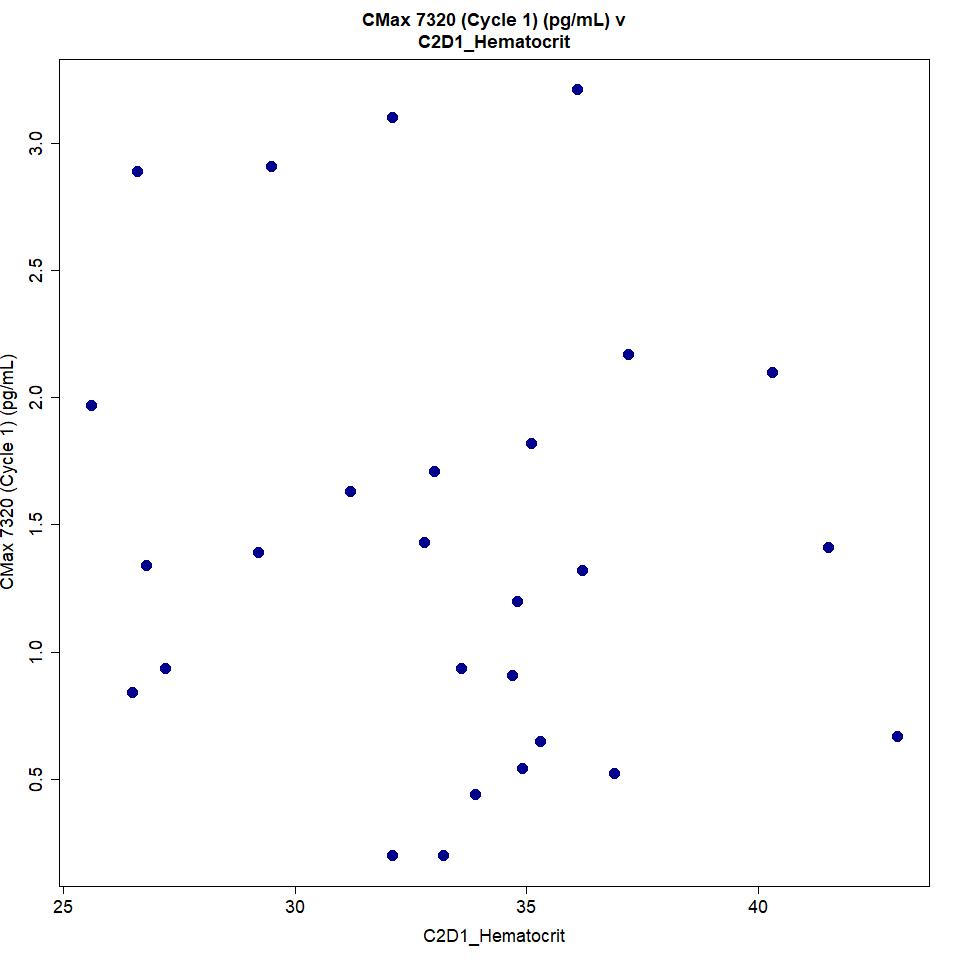 CMax 7320 (Cycle 1) (pg/mL) v
C2D1_Hematocrit
CMax 7320 (Cycle 1) (pg/mL)
3.0
2.5
2.0
1.5
1.0
0.5
25
30
35
40
C2D1_Hematocrit